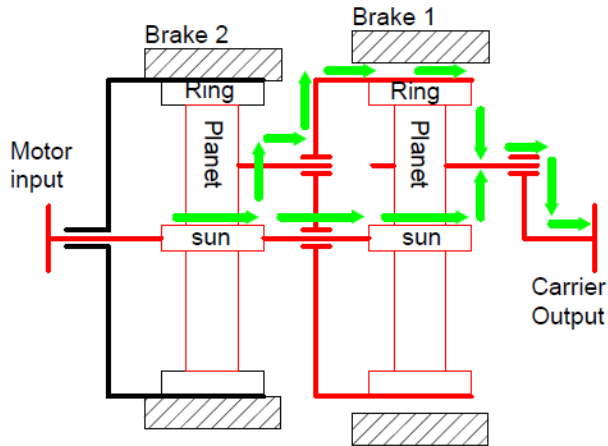 Brake 1
Brake 2
Ring
Ring
Planet
Planet
Motor
input
sun
sun
Carrier
Output